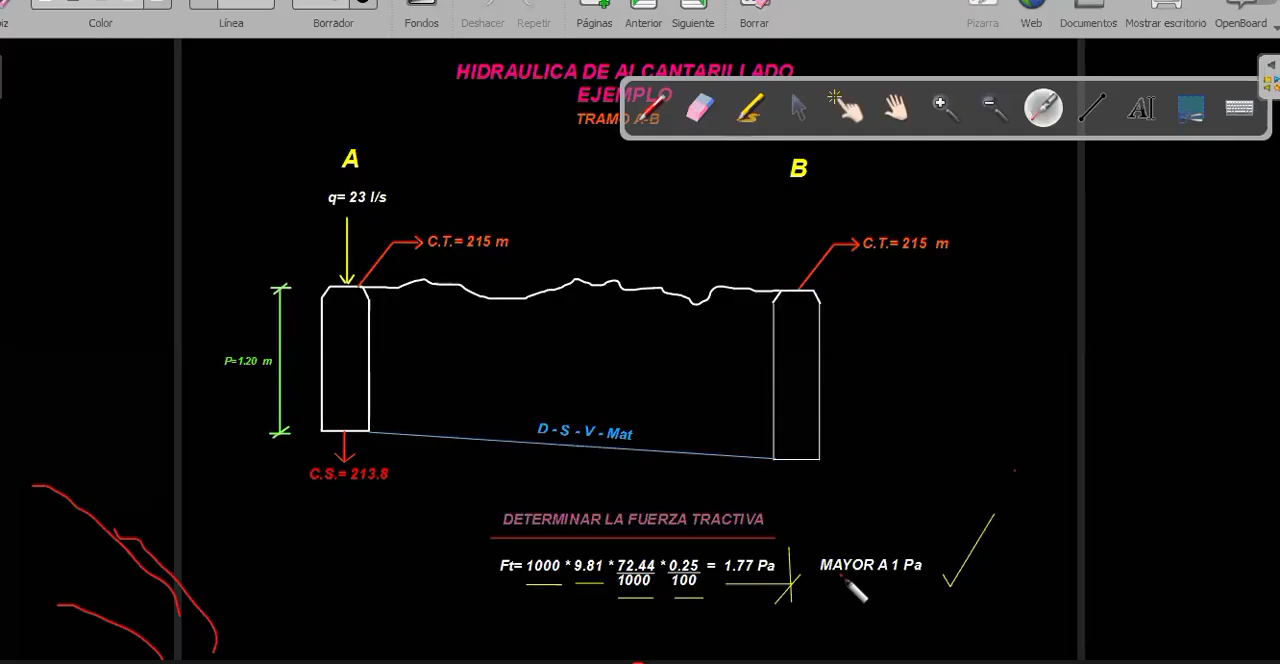 Color
Línea
Borrador
Fondos
Deshacer
Repetir
Páginas
Anterior
Siguiente
Borrar
Pizarra
Web
Documentos
Mostrar escritorio
OpenBoard
HIDRAULICA DE ALCANTARILLADO
EJEMPLO
TRAMO A-B
A
B
q= 23 l/s
C.T.= 215 m
C.T.= 215 m
P=1.20 m
D - S - V - Mat
C.S.= 213.8
DETERMINAR LA FUERZA TRACTIVA
Ft= 1000 * 9.81 * 72.44 * 0.25 = 1.77 Pa MAYOR A 1 Pa
1000 100